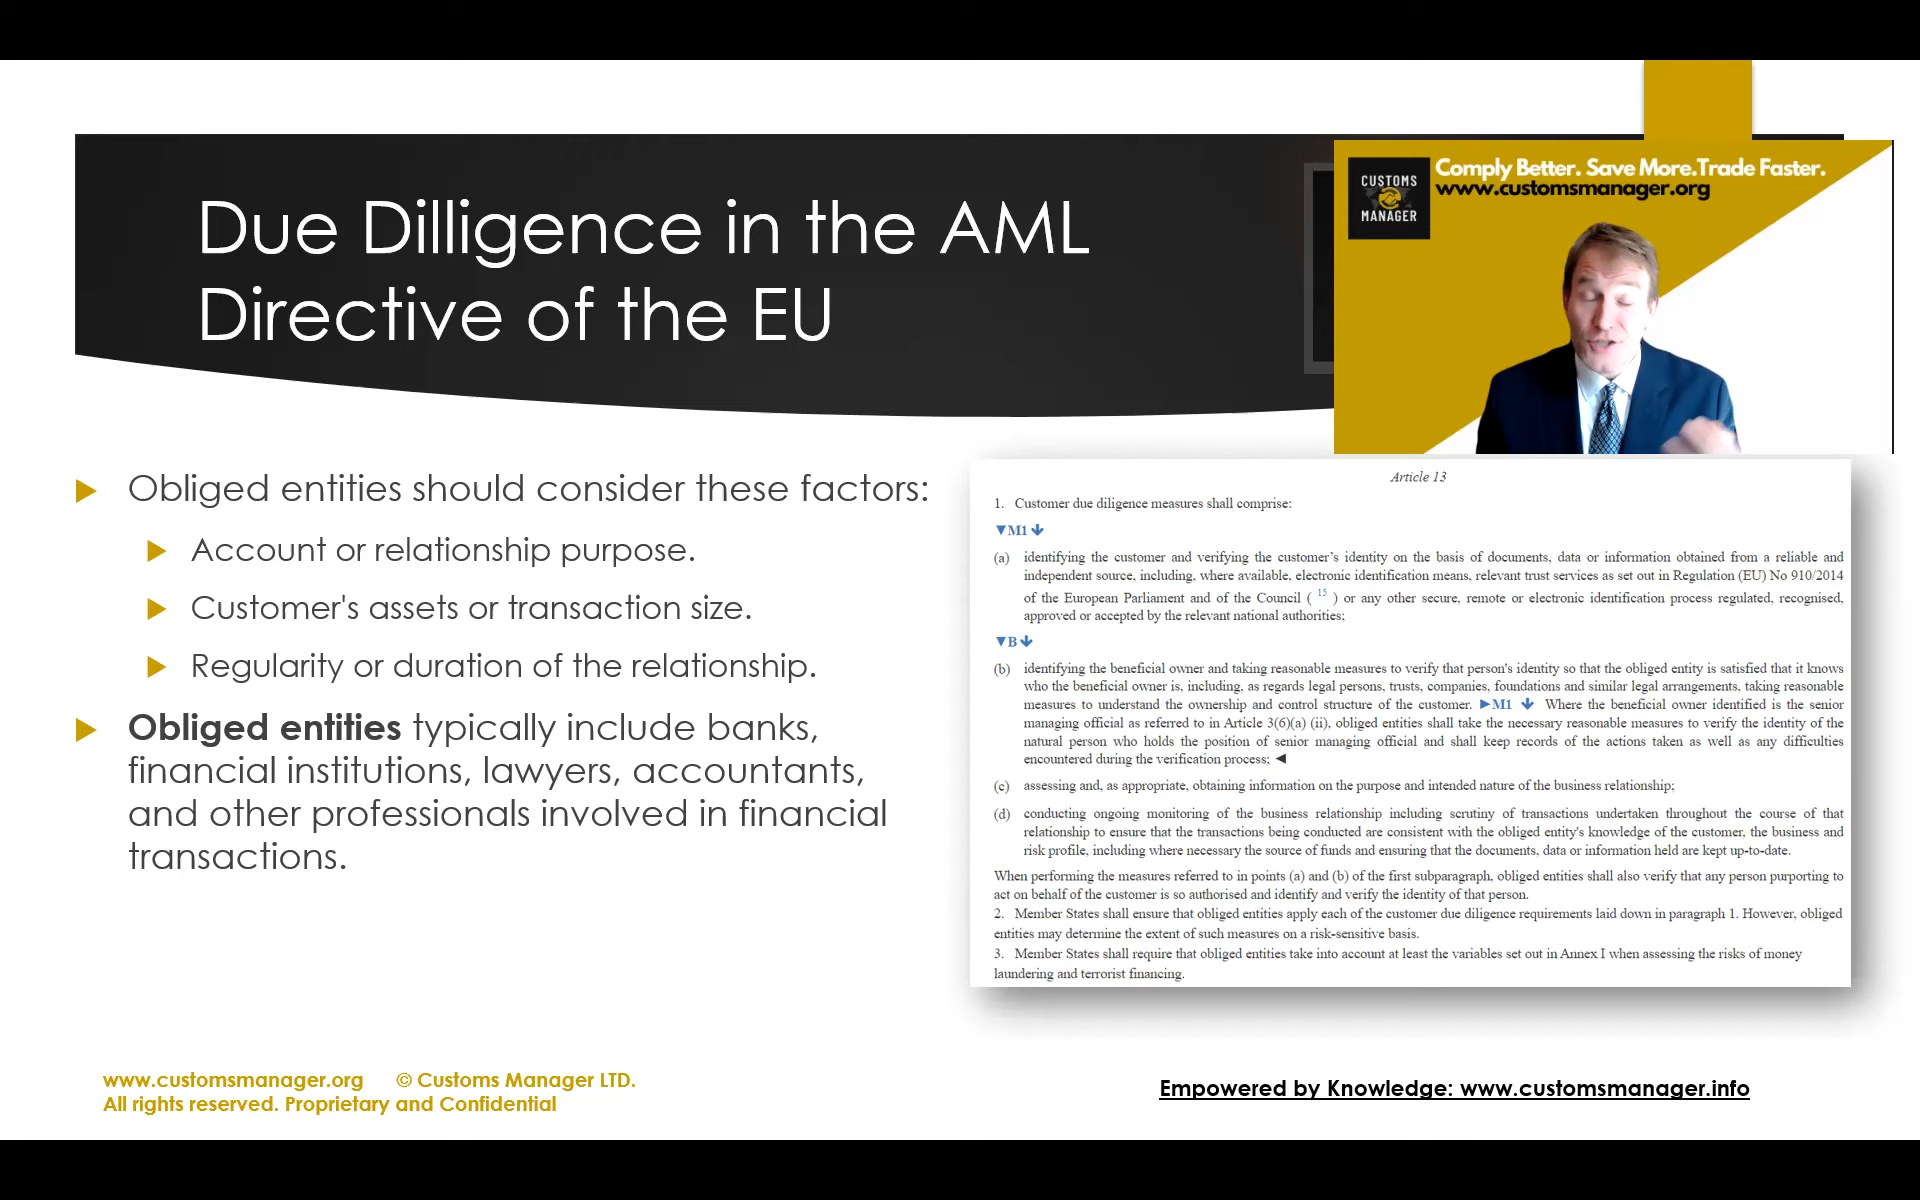 Due Dilligence in the AML
Directive of the EU
CUSTOMS
MANAGER
Comply Better. Save More.Trade Faster.
www.customsmanager.org
Obliged entities should consider these factors:
Account or relationship purpose.
Customer's assets or transaction size.
Regularity or duration of the relationship.
Obliged entities typically include banks,
financial institutions, lawyers, accountants,
and other professionals involved in financial
transactions.
Article 13
1. Customer due diligence measures shall comprise:
▼M1 🡻
(a) identifying the customer and verifying the customer’s identity on the basis of documents, data or information obtained from a reliable and
independent source, including, where available, electronic identification means, relevant trust services as set out in Regulation (EU) No 910/2014
of the European Parliament and of the Council ( 15 ) or any other secure, remote or electronic identification process regulated, recognised,
approved or accepted by the relevant national authorities;
▼B 🡻
(b) identifying the beneficial owner and taking reasonable measures to verify that person's identity so that the obliged entity is satisfied that it knows
who the beneficial owner is, including, as regards legal persons, trusts, companies, foundations and similar legal arrangements, taking reasonable
measures to understand the ownership and control structure of the customer. ►M1 🡻 Where the beneficial owner identified is the senior
managing official as referred to in Article 3(6)(a) (ii), obliged entities shall take the necessary reasonable measures to verify the identity of the
natural person who holds the position of senior managing official and shall keep records of the actions taken as well as any difficulties
encountered during the verification process; ◄
(c) assessing and, as appropriate, obtaining information on the purpose and intended nature of the business relationship;
(d) conducting ongoing monitoring of the business relationship including scrutiny of transactions undertaken throughout the course of that
relationship to ensure that the transactions being conducted are consistent with the obliged entity's knowledge of the customer, the business and
risk profile, including where necessary the source of funds and ensuring that the documents, data or information held are kept up-to-date.
When performing the measures referred to in points (a) and (b) of the first subparagraph, obliged entities shall also verify that any person purporting to
act on behalf of the customer is so authorised and identify and verify the identity of that person.
2. Member States shall ensure that obliged entities apply each of the customer due diligence requirements laid down in paragraph 1. However, obliged
entities may determine the extent of such measures on a risk-sensitive basis.
3. Member States shall require that obliged entities take into account at least the variables set out in Annex I when assessing the risks of money
laundering and terrorist financing.
www.customsmanager.org © Customs Manager LTD.
All rights reserved. Proprietary and Confidential
Empowered by Knowledge: www.customsmanager.info